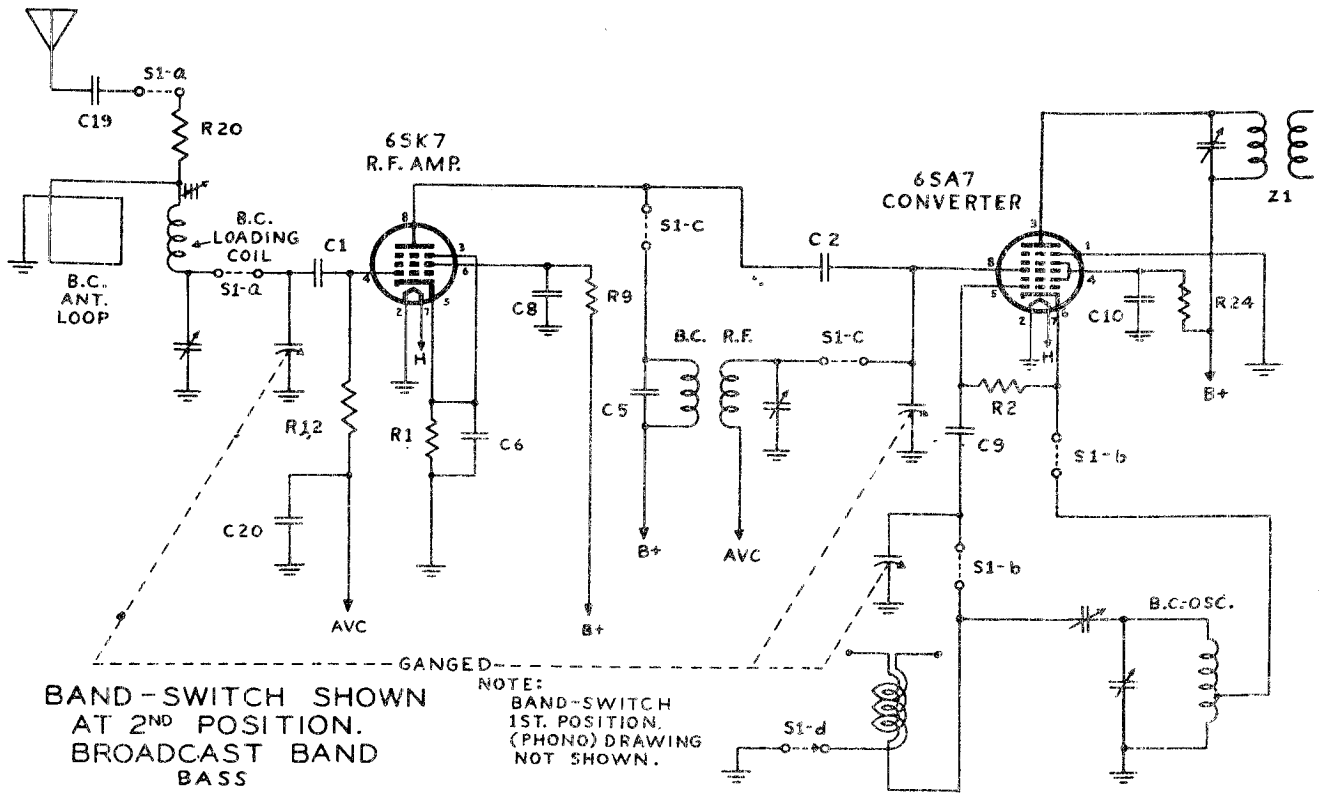 S1-a
C19
R20
6SK7
R.F. AMP.
6SA7
CONVERTER
Z1
B.C.
LOADING
COIL
C1
8
3
6
4
5
2
7
H
S1-a
B.C.
ANT.
LOOP
S1-C
C2
C8
R9
3
1
8
4
5
6
2
7
H
C10
R24
B+
B.C. R.F.
S1-C
C5
R12
R1
C6
R2
C9
S1-b
C20
B+
AVC
S1-b
AVC
B+
B.C.-OSC.
GANGED
BAND-SWITCH SHOWN
AT 2ND POSITION.
BROADCAST BAND
BASS
NOTE:
BAND-SWITCH
1ST. POSITION.
(PHONO) DRAWING
NOT SHOWN.
S1-d